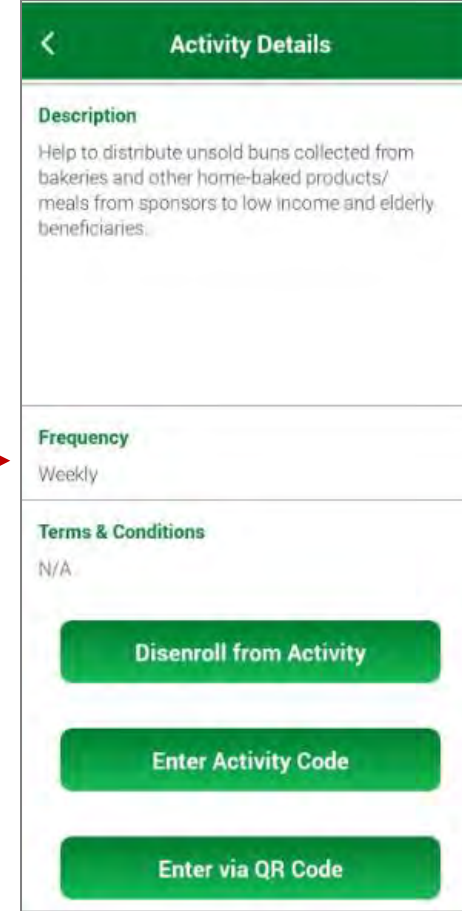 Activity Details
Description
Help to distribute unsold buns collected from
bakeries and other home-baked products/
meals from sponsors to low income and elderly
beneficiaries.
Frequency
Weekly
Terms & Conditions
N/A
Disenroll from Activity
Enter Activity Code
Enter via QR Code